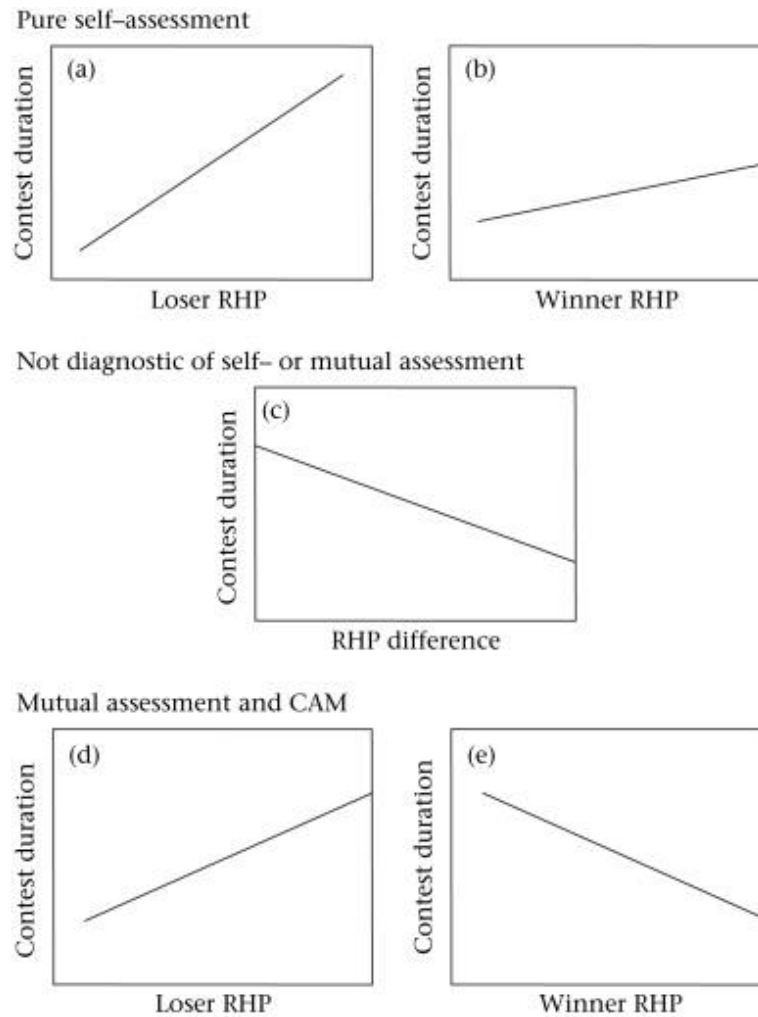 Pure self–assessment
(a)
Contest duration
Loser RHP
(b)
Contest duration
Winner RHP
Not diagnostic of self– or mutual assessment
(c)
Contest duration
RHP difference
Mutual assessment and CAM
(d)
Contest duration
Loser RHP
(e)
Contest duration
Winner RHP